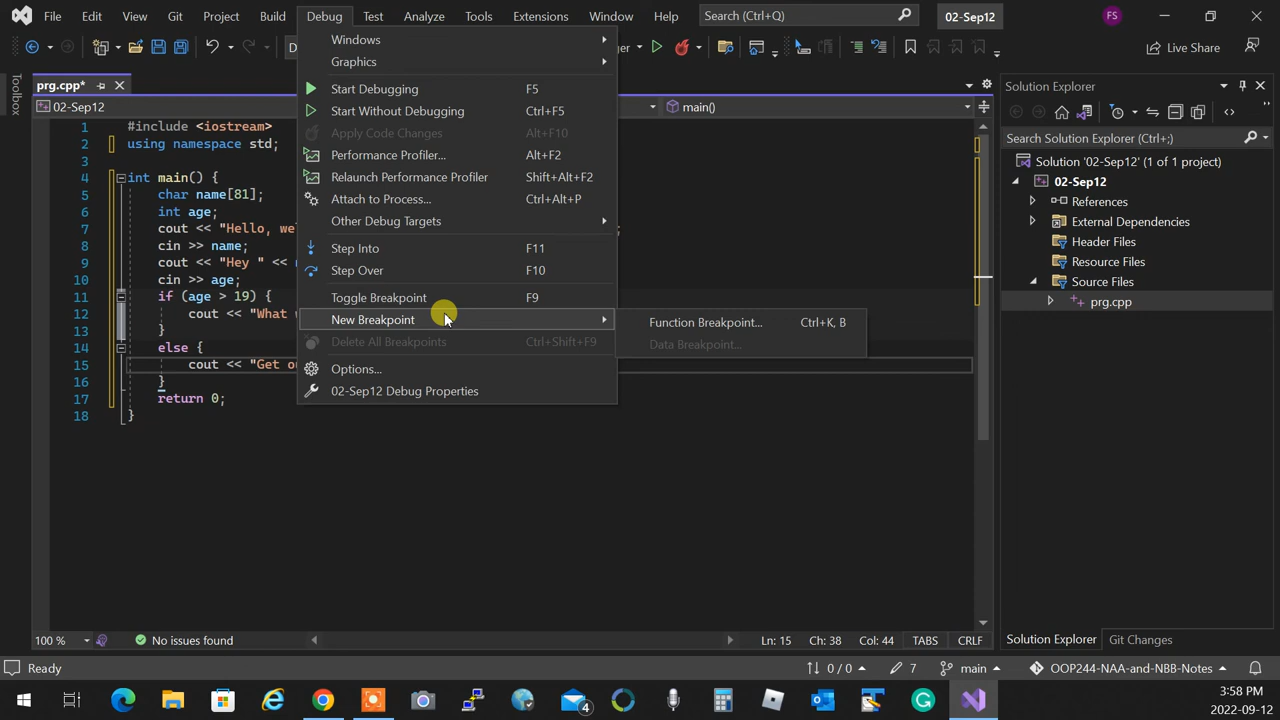 File Edit View Git Project Build Debug Test Analyze Tools Extensions Window Help Search (Ctrl+Q) 02-Sep12 FS
Live Share
Toolbox
prg.cpp*
02-Sep12 main()
1 #include <iostream>
2 using namespace std;
3
4 int main() {
5 char name[81];
6 int age;
7 cout << "Hello, we ;
8 cin >> name;
9 cout << "Hey " <<
10 cin >> age;
11 if (age > 19) {
12 cout << "What
13 }
14 else {
15 cout << "Get
16 }
17 return 0;
18 }
Windows
Graphics
Start Debugging F5
Start Without Debugging Ctrl+F5
Apply Code Changes Alt+F10
Performance Profiler... Alt+F2
Relaunch Performance Profiler Shift+Alt+F2
Attach to Process... Ctrl+Alt+P
Other Debug Targets
Step Into F11
Step Over F10
Toggle Breakpoint F9
New Breakpoint
Delete All Breakpoints Ctrl+Shift+F9
Options...
02-Sep12 Debug Properties
Function Breakpoint... Ctrl+K, B
Data Breakpoint...
Solution Explorer
Search Solution Explorer (Ctrl+;)
Solution '02-Sep12' (1 of 1 project)
02-Sep12
References
External Dependencies
Header Files
Resource Files
Source Files
prg.cpp
100 % No issues found Ln: 15 Ch: 38 Col: 44 TABS CRLF
Solution Explorer Git Changes
Ready 0 / 0 7 main OOP244-NAA-and-NBB-Notes
4
3:58 PM
2022-09-12